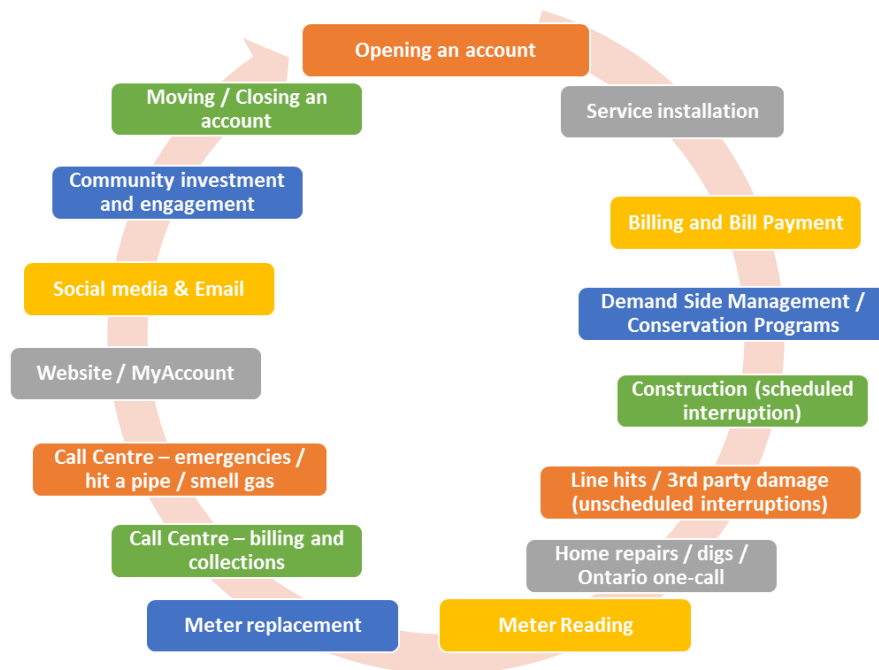 Opening an account
Service installation
Billing and Bill Payment
Demand Side Management /
Conservation Programs
Construction (scheduled
interruption)
Line hits / 3rd party damage
(unscheduled interruptions)
Home repairs / digs /
Ontario one-call
Meter Reading
Meter replacement
Call Centre – billing and
collections
Call Centre – emergencies /
hit a pipe / smell gas
Website / MyAccount
Social media & Email
Community investment
and engagement
Moving / Closing an
account